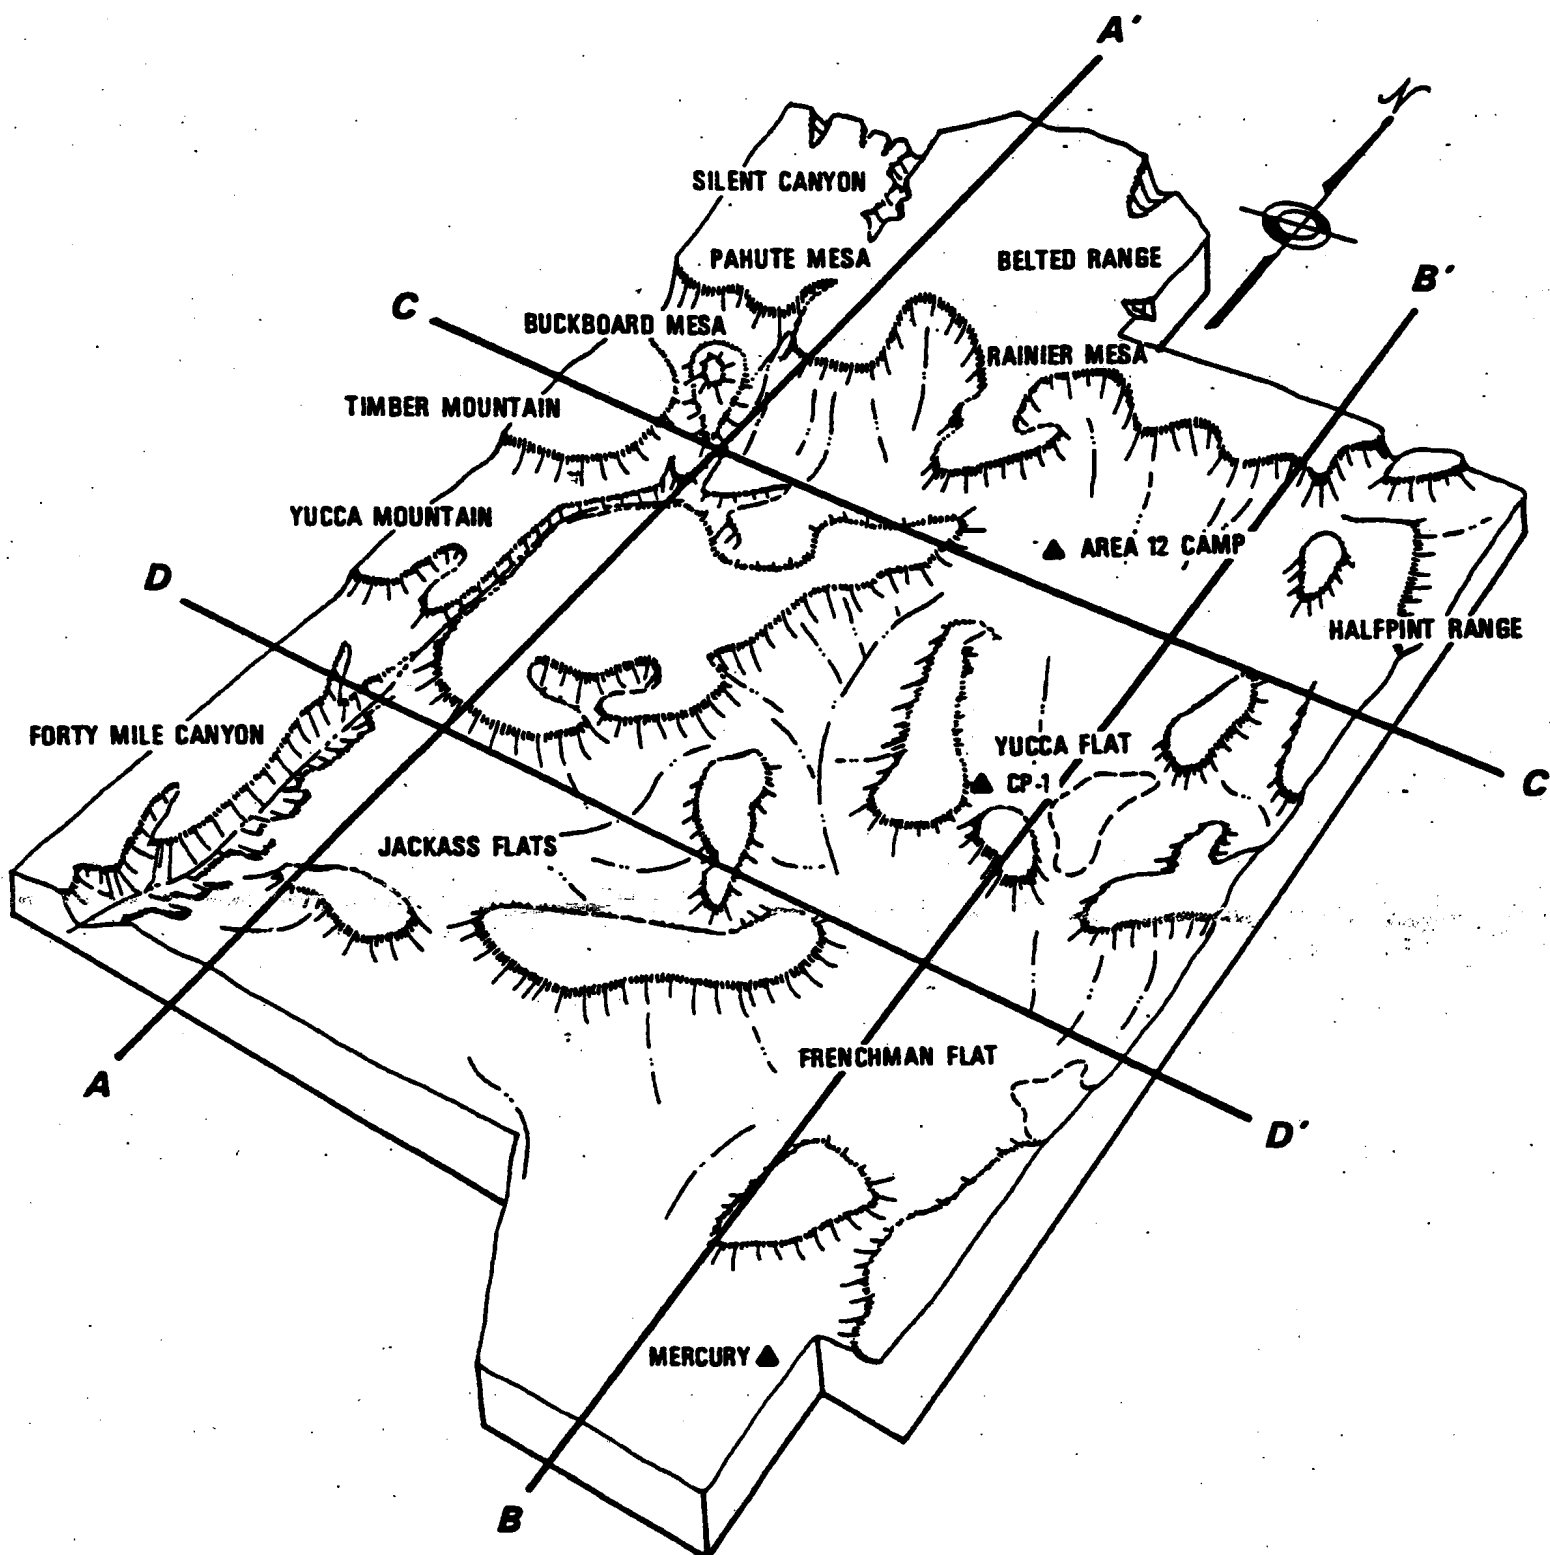 A'
N
SILENT CANYON
PAHUTE MESA
BELTED RANGE
B'
C
BUCKBOARD MESA
RAINIER MESA
TIMBER MOUNTAIN
YUCCA MOUNTAIN
AREA 12 CAMP
D
HALFPINT RANGE
FORTY MILE CANYON
YUCCA FLAT
CP-1
C'
JACKASS FLATS
FRENCHMAN FLAT
A
D'
MERCURY
B